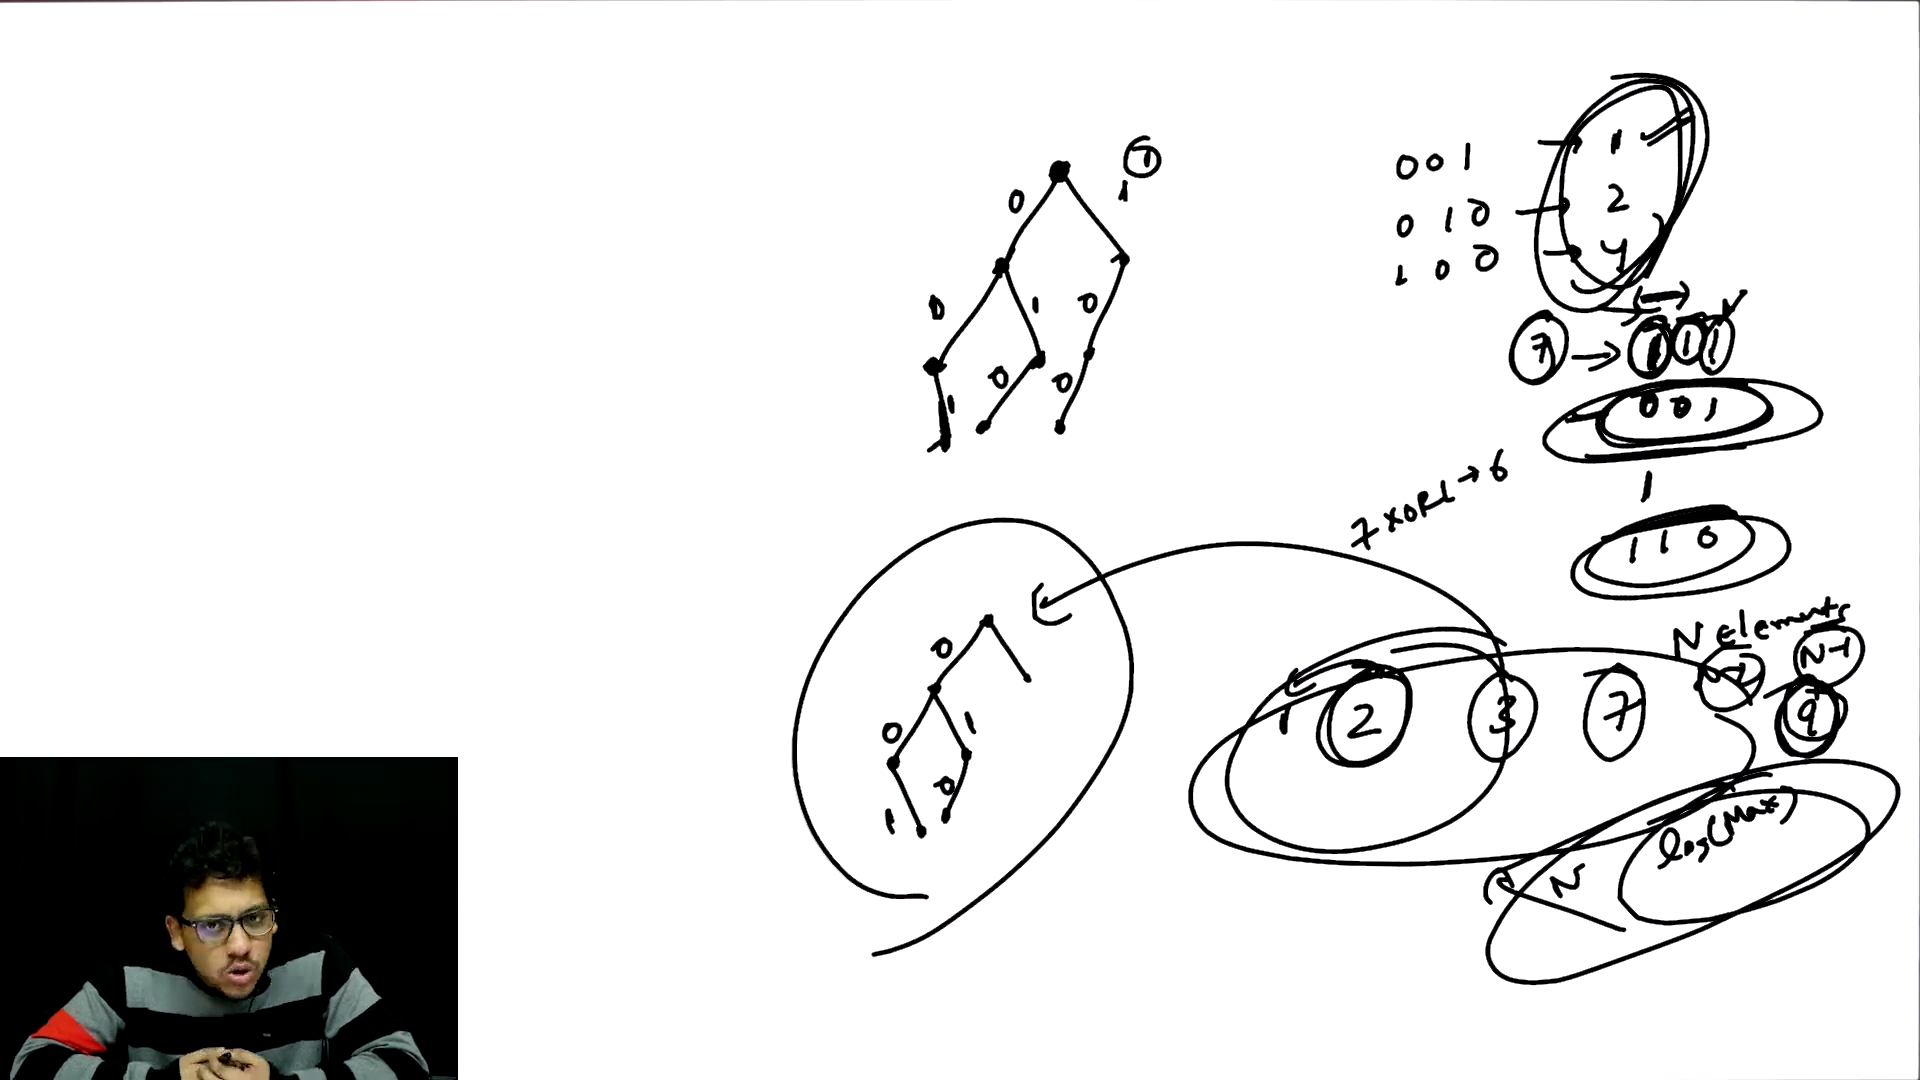 7
0
0 0 1
1
0 1 0
2
1 0 0
4
0 1 0
7 → 1 1 1
0 0
1
0 0 1
7 XOR 1 → 6
1
1 1 0
N elements
N-1
0
1 2 3 7 9
0 1
1 0
log(Max)
N